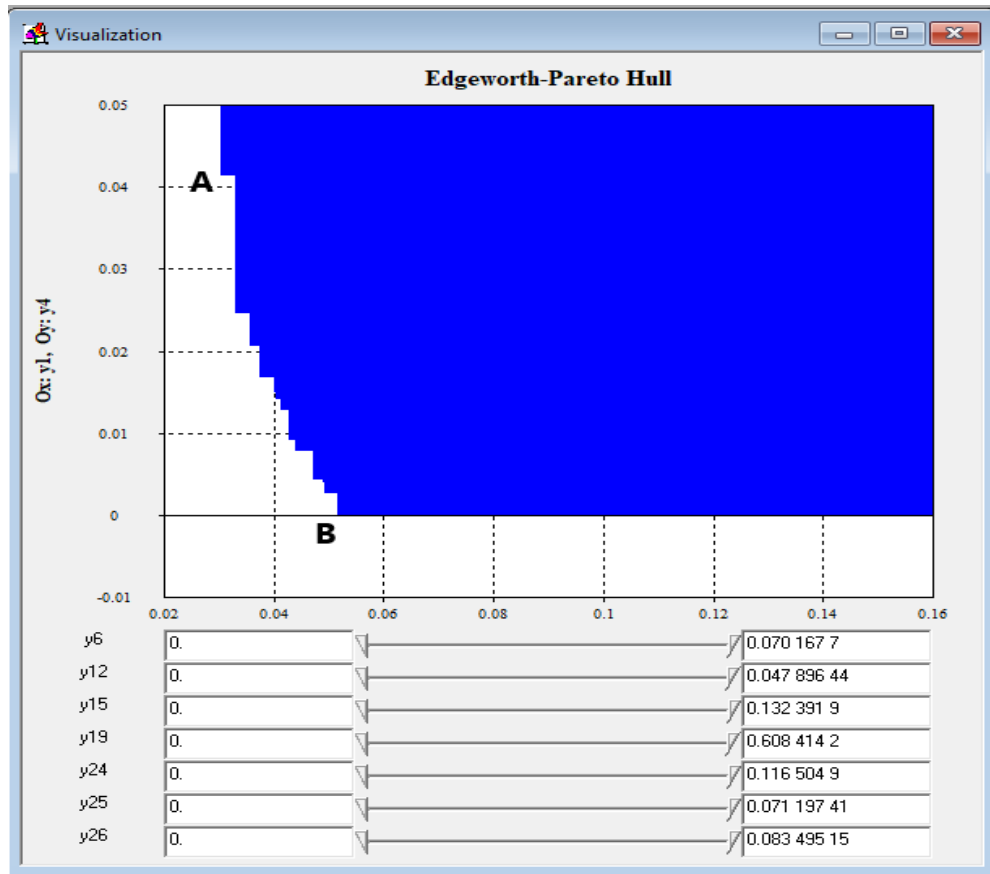 Visualization
Edgeworth-Pareto Hull
0.05
A
0.04
0.03
Ox: y1, Oy: y4
0.02
0.01
0
B
-0.01
0.02 0.04 0.06 0.08 0.1 0.12 0.14 0.16
y6 0. 0.070 167 7
y12 0. 0.047 896 44
y15 0. 0.132 391 9
y19 0. 0.608 414 2
y24 0. 0.116 504 9
y25 0. 0.071 197 41
y26 0. 0.083 495 15